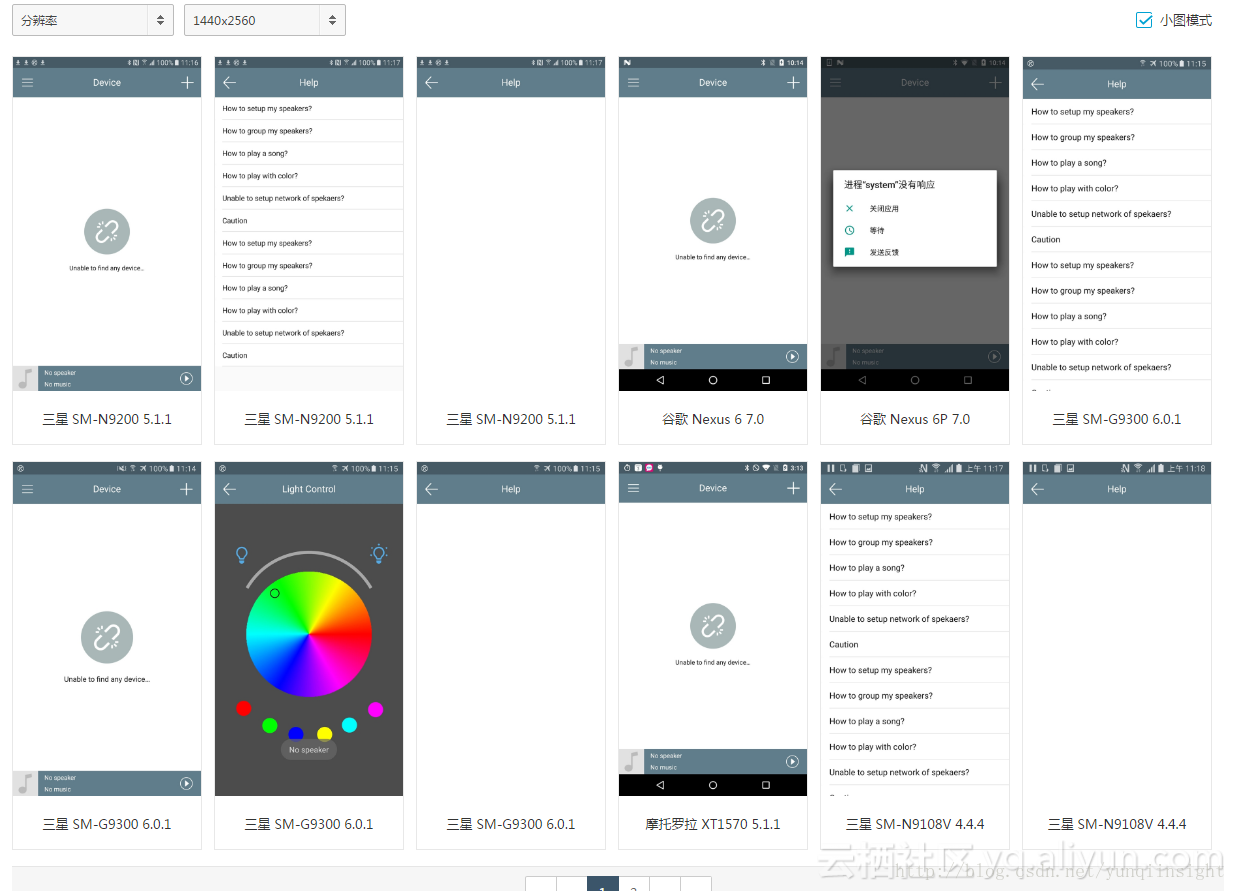 分辨率
1440x2560
小图模式
100% 11:16
Device
Unable to find any device...
No speaker
No music
三星 SM-N9200 5.1.1
100% 11:17
Help
How to setup my speakers?
How to group my speakers?
How to play a song?
How to play with color?
Unable to setup network of spekaers?
Caution
How to setup my speakers?
How to group my speakers?
How to play a song?
How to play with color?
Unable to setup network of spekaers?
Caution
三星 SM-N9200 5.1.1
100% 11:17
Help
三星 SM-N9200 5.1.1
10:14
Device
Unable to find any device...
No speaker
No music
谷歌 Nexus 6 7.0
10:14
Device
进程"system"没有响应
关闭应用
等待
发送反馈
No speaker
No music
谷歌 Nexus 6P 7.0
100% 11:15
Help
How to setup my speakers?
How to group my speakers?
How to play a song?
How to play with color?
Unable to setup network of spekaers?
Caution
How to setup my speakers?
How to group my speakers?
How to play a song?
How to play with color?
Unable to setup network of spekaers?
三星 SM-G9300 6.0.1
100% 11:14
Device
Unable to find any device...
No speaker
No music
三星 SM-G9300 6.0.1
100% 11:15
Light Control
No speaker
三星 SM-G9300 6.0.1
100% 11:15
Help
三星 SM-G9300 6.0.1
3:13
Device
Unable to find any device...
No speaker
No music
摩托罗拉 XT1570 5.1.1
上午 11:17
Help
How to setup my speakers?
How to group my speakers?
How to play a song?
How to play with color?
Unable to setup network of spekaers?
Caution
How to setup my speakers?
How to group my speakers?
How to play a song?
How to play with color?
Unable to setup network of spekaers?
三星 SM-N9108V 4.4.4
上午 11:18
Help
三星 SM-N9108V 4.4.4
云栖社区 yq.aliyun.com
http://blog.csdn.net/yunqiinsight
1
2